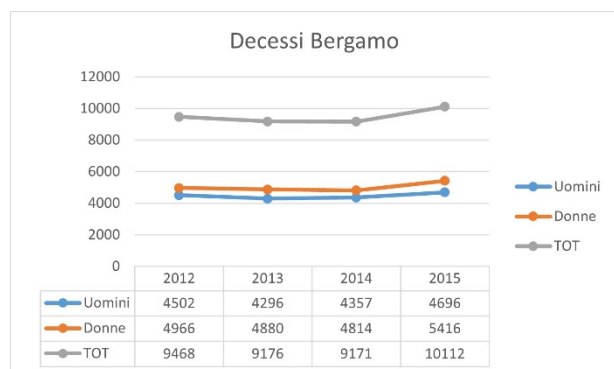 Decessi Bergamo
12000
10000
8000
6000
4000
2000
0
Uomini
Donne
TOT
2012 2013 2014 2015
Uomini 4502 4296 4357 4696
Donne 4966 4880 4814 5416
TOT 9468 9176 9171 10112